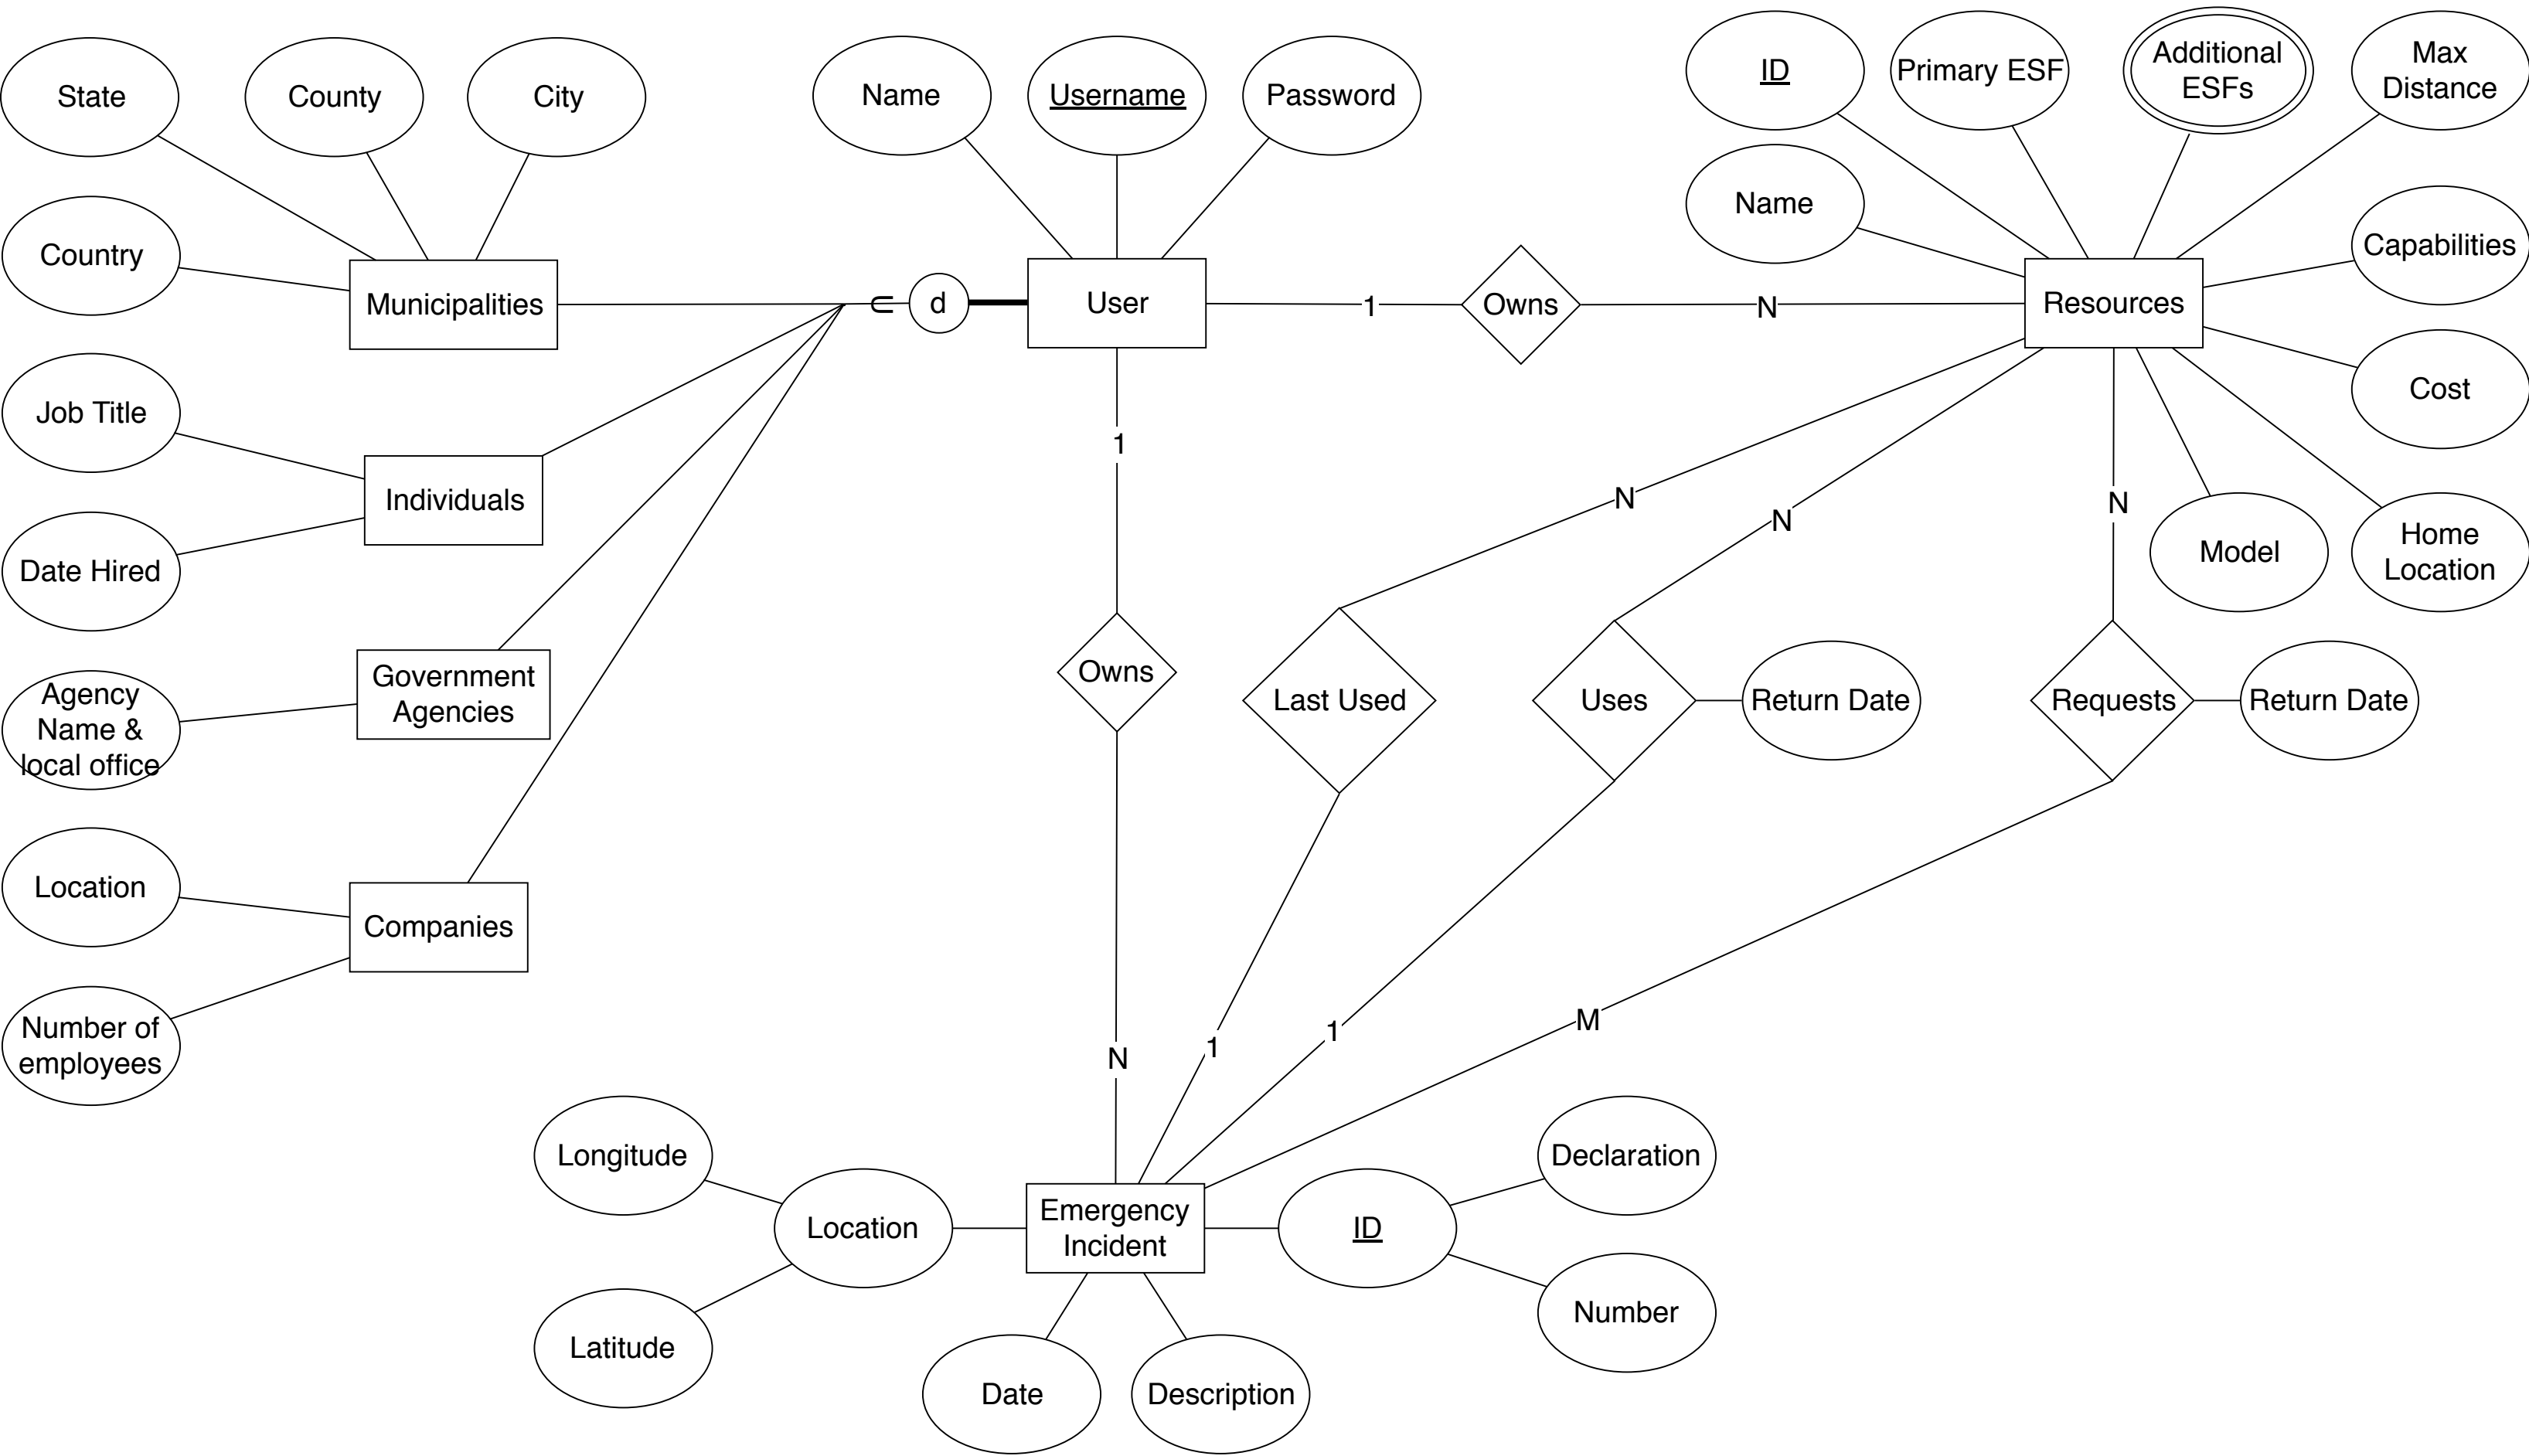 State
County
City
Name
Username
Password
ID
Primary ESF
Additional
ESFs
Max
Distance
Name
Country
Capabilities
Municipalities
⊂
d
User
1
Owns
N
Resources
Job Title
Cost
1
Individuals
N
N
N
Date Hired
Model
Home
Location
Agency
Name &
local office
Government
Agencies
Owns
Last Used
Uses
Return Date
Requests
Return Date
Location
Companies
Number of
employees
N
1
1
M
Longitude
Declaration
Location
Emergency
Incident
ID
Latitude
Number
Date
Description